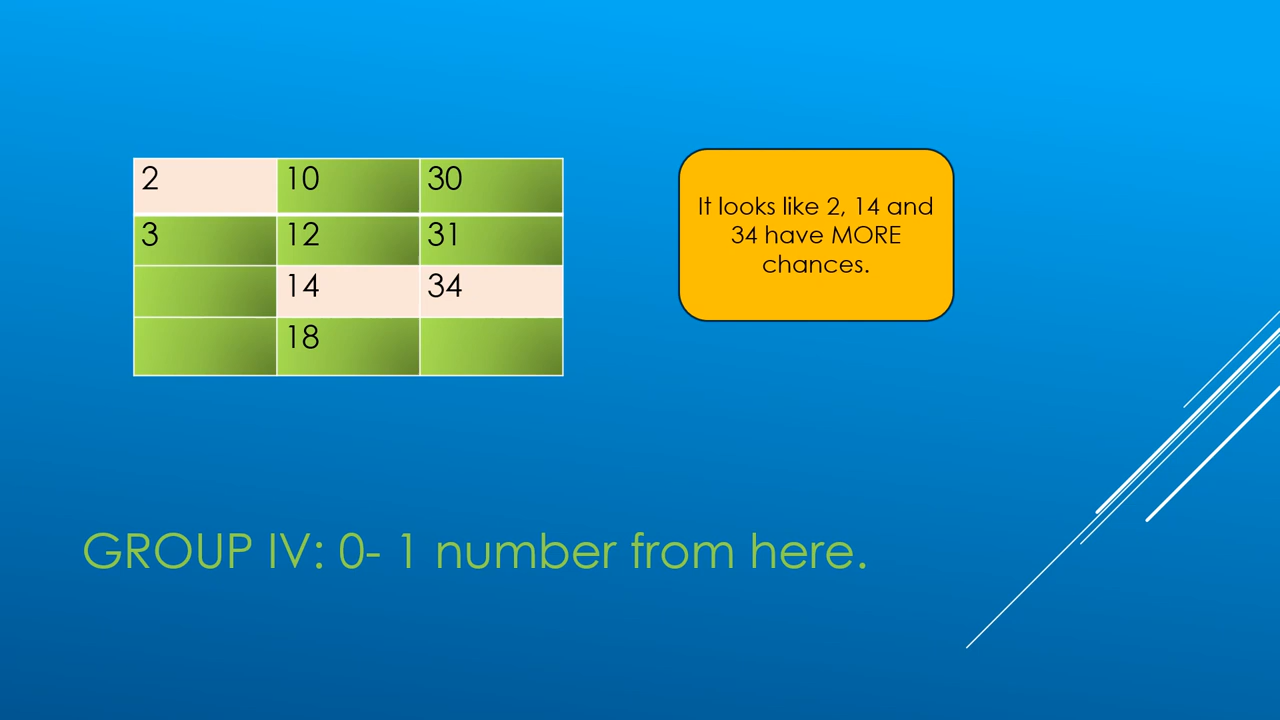 2 10 30
3 12 31
14 34
18
It looks like 2, 14 and
34 have MORE
chances.
GROUP IV: 0- 1 number from here.